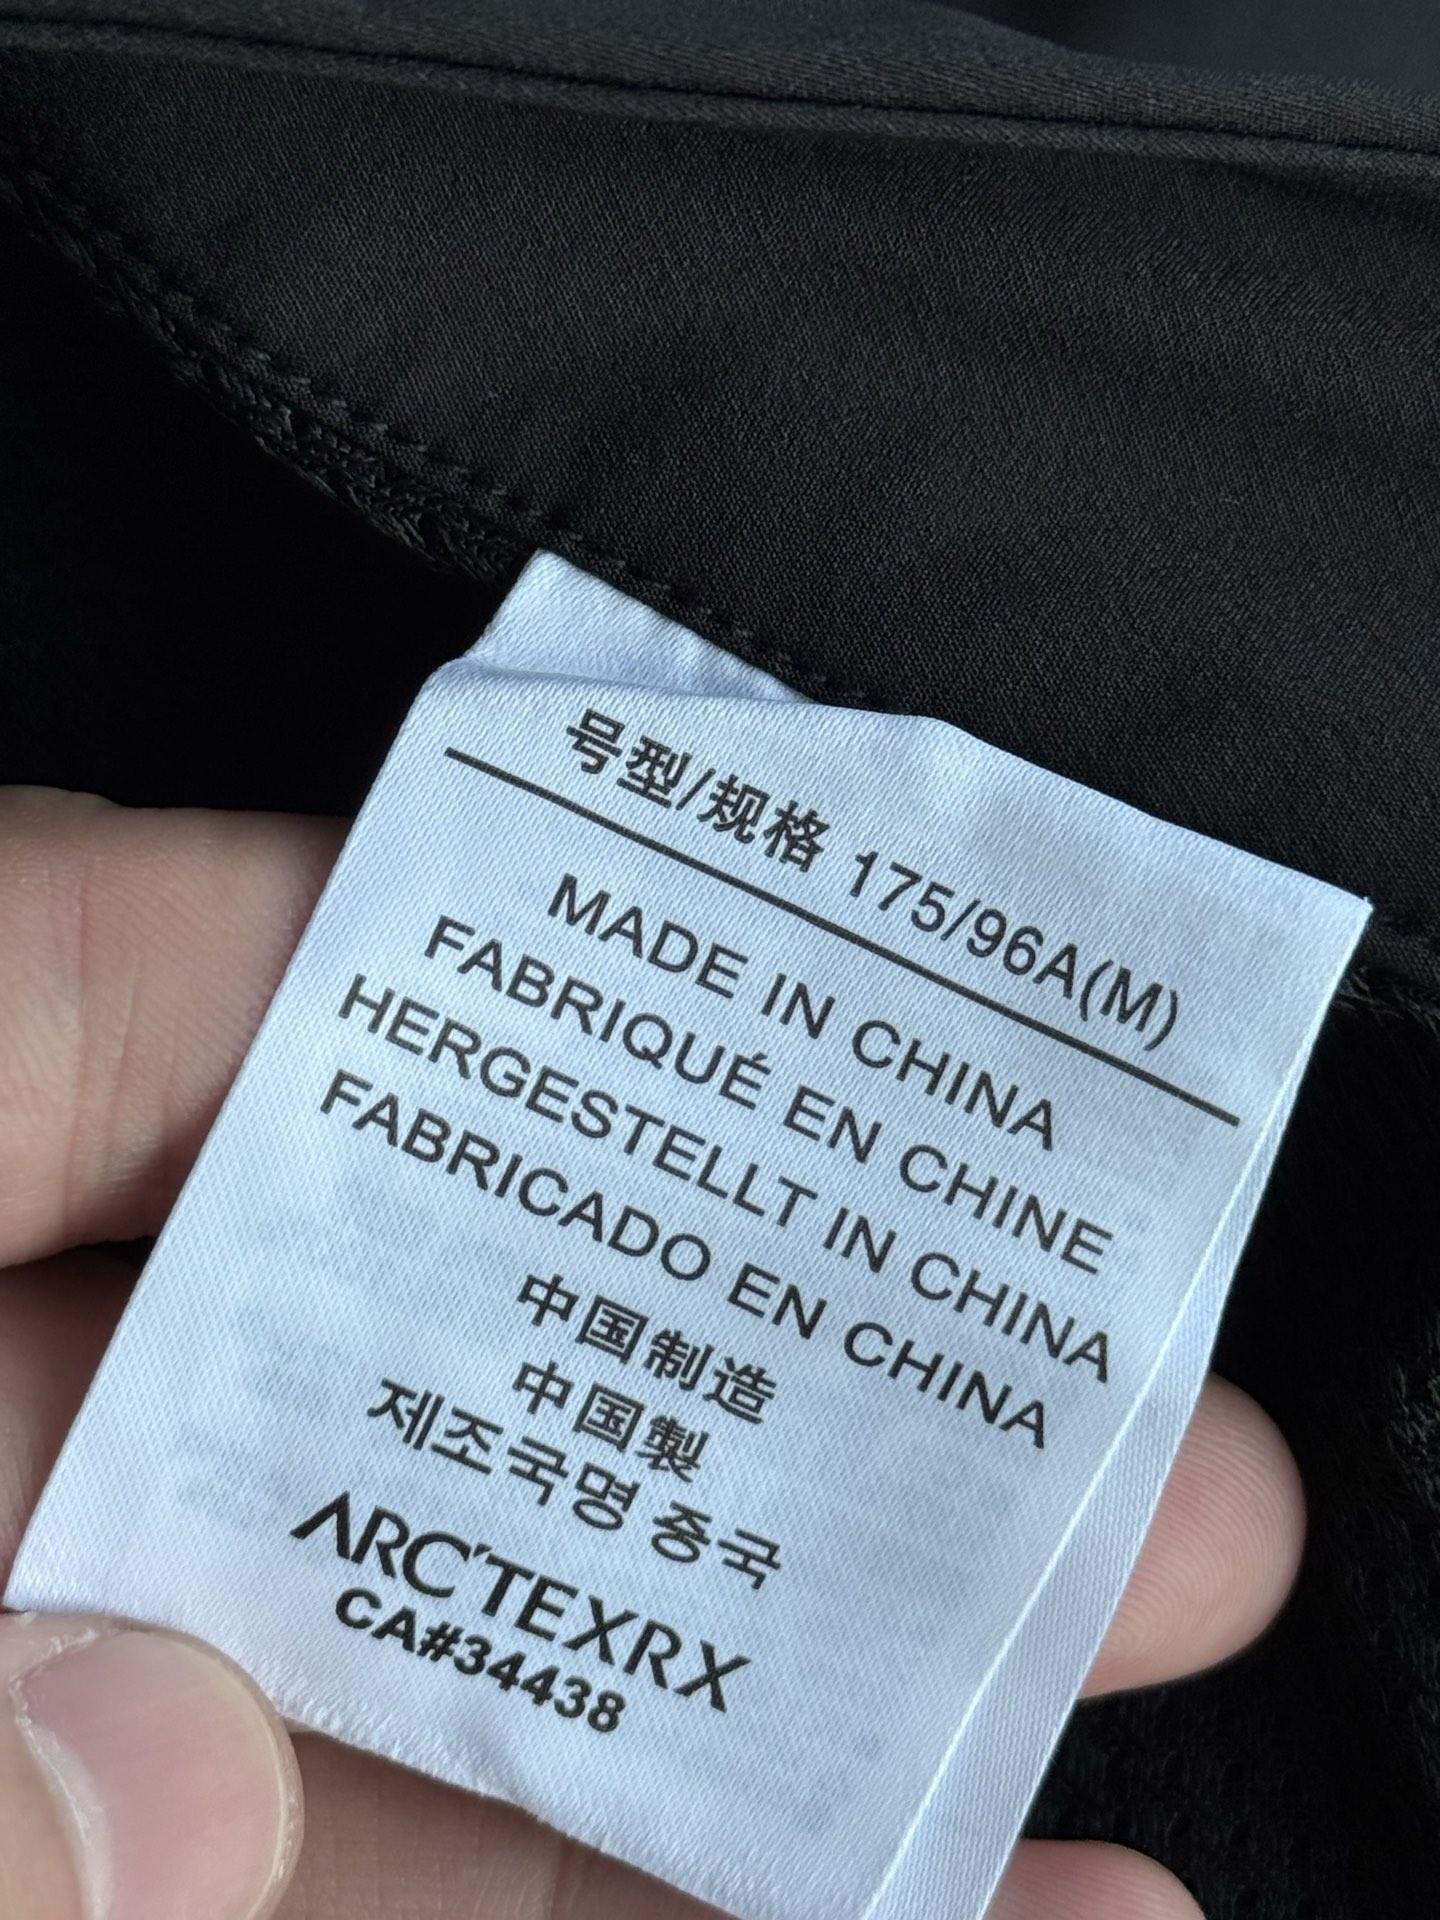 号型/规格 175/96A(M)
MADE IN CHINA
FABRIQUÉ EN CHINE
HERGESTELLT IN CHINA
FABRICADO EN CHINA
中国制造
中国製
제조국명 중국
ARC'TEXRX
CA#34438